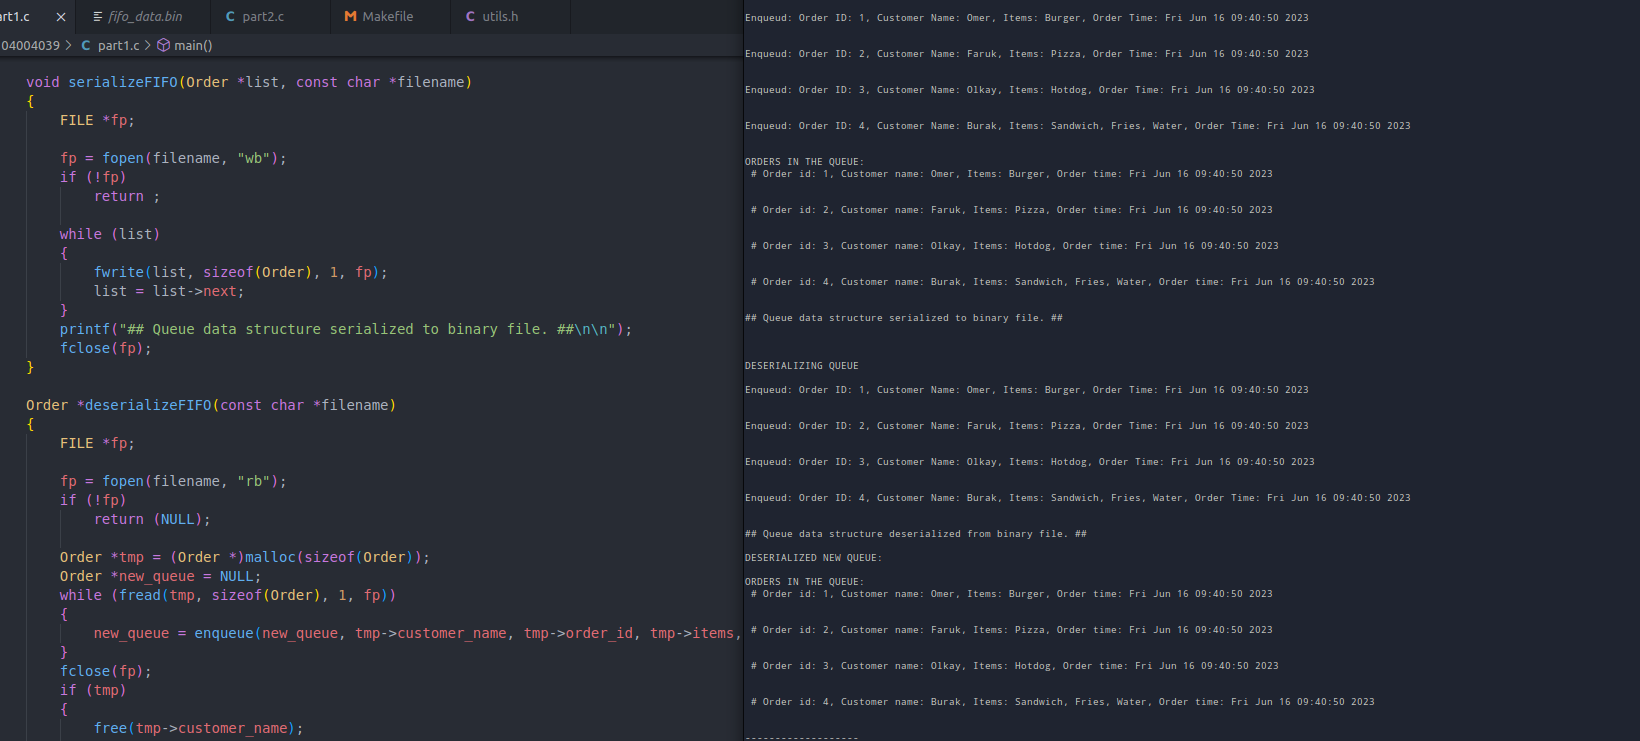 rt1.c × fifo_data.bin C part2.c M Makefile C utils.h
04004039 > C part1.c > main()
void serializeFIFO(Order *list, const char *filename)
{
FILE *fp;
fp = fopen(filename, "wb");
if (!fp)
return ;
while (list)
{
fwrite(list, sizeof(Order), 1, fp);
list = list->next;
}
printf("## Queue data structure serialized to binary file. ##\n\n");
fclose(fp);
}
Order *deserializeFIFO(const char *filename)
{
FILE *fp;
fp = fopen(filename, "rb");
if (!fp)
return (NULL);
Order *tmp = (Order *)malloc(sizeof(Order));
Order *new_queue = NULL;
while (fread(tmp, sizeof(Order), 1, fp))
{
new_queue = enqueue(new_queue, tmp->customer_name, tmp->order_id, tmp->items,
}
fclose(fp);
if (tmp)
{
free(tmp->customer_name);
Enqueud: Order ID: 1, Customer Name: Omer, Items: Burger, Order Time: Fri Jun 16 09:40:50 2023
Enqueud: Order ID: 2, Customer Name: Faruk, Items: Pizza, Order Time: Fri Jun 16 09:40:50 2023
Enqueud: Order ID: 3, Customer Name: Olkay, Items: Hotdog, Order Time: Fri Jun 16 09:40:50 2023
Enqueud: Order ID: 4, Customer Name: Burak, Items: Sandwich, Fries, Water, Order Time: Fri Jun 16 09:40:50 2023
ORDERS IN THE QUEUE:
# Order id: 1, Customer name: Omer, Items: Burger, Order time: Fri Jun 16 09:40:50 2023
# Order id: 2, Customer name: Faruk, Items: Pizza, Order time: Fri Jun 16 09:40:50 2023
# Order id: 3, Customer name: Olkay, Items: Hotdog, Order time: Fri Jun 16 09:40:50 2023
# Order id: 4, Customer name: Burak, Items: Sandwich, Fries, Water, Order time: Fri Jun 16 09:40:50 2023
## Queue data structure serialized to binary file. ##
DESERIALIZING QUEUE
Enqueud: Order ID: 1, Customer Name: Omer, Items: Burger, Order Time: Fri Jun 16 09:40:50 2023
Enqueud: Order ID: 2, Customer Name: Faruk, Items: Pizza, Order Time: Fri Jun 16 09:40:50 2023
Enqueud: Order ID: 3, Customer Name: Olkay, Items: Hotdog, Order Time: Fri Jun 16 09:40:50 2023
Enqueud: Order ID: 4, Customer Name: Burak, Items: Sandwich, Fries, Water, Order Time: Fri Jun 16 09:40:50 2023
## Queue data structure deserialized from binary file. ##
DESERIALIZED NEW QUEUE:
ORDERS IN THE QUEUE:
# Order id: 1, Customer name: Omer, Items: Burger, Order time: Fri Jun 16 09:40:50 2023
# Order id: 2, Customer name: Faruk, Items: Pizza, Order time: Fri Jun 16 09:40:50 2023
# Order id: 3, Customer name: Olkay, Items: Hotdog, Order time: Fri Jun 16 09:40:50 2023
# Order id: 4, Customer name: Burak, Items: Sandwich, Fries, Water, Order time: Fri Jun 16 09:40:50 2023
-------------------